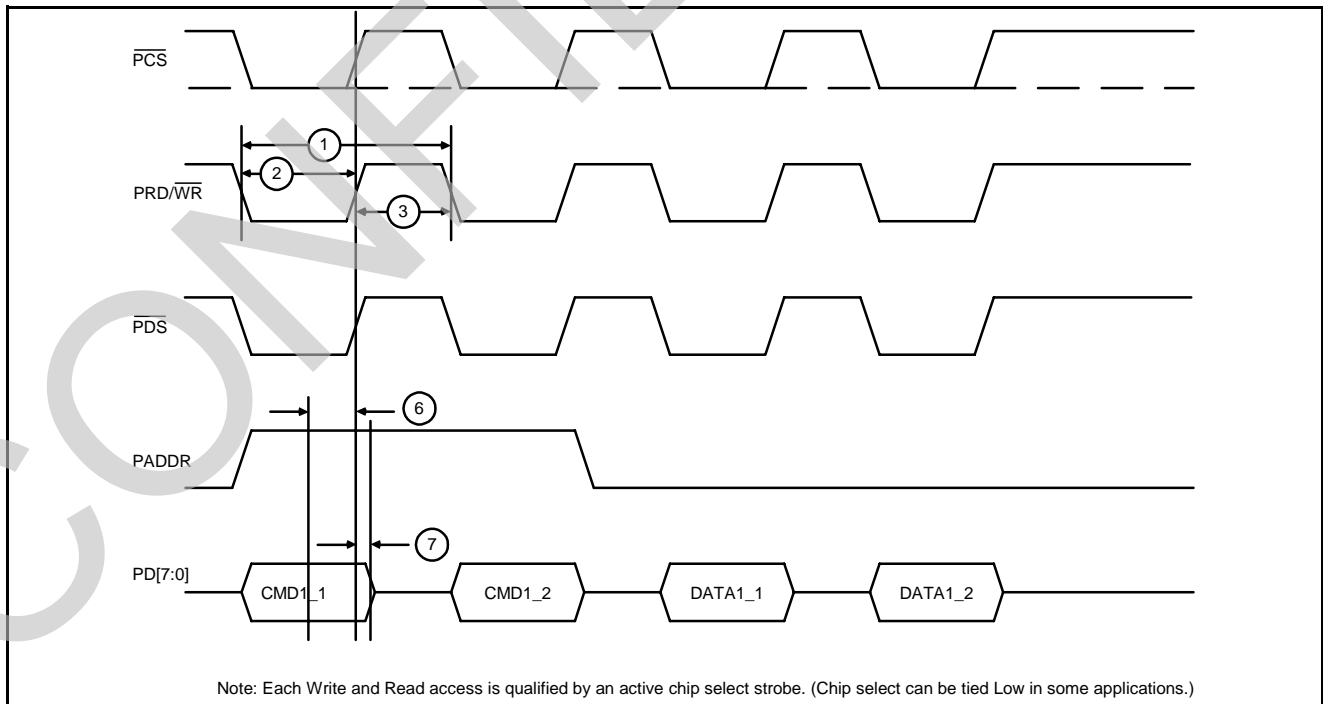 PCS
1
2
PRD/WR
3
PDS
6
PADDR
7
PD[7:0]
CMD1_1
CMD1_2
DATA1_1
DATA1_2
Note: Each Write and Read access is qualified by an active chip select strobe. (Chip select can be tied Low in some applications.)